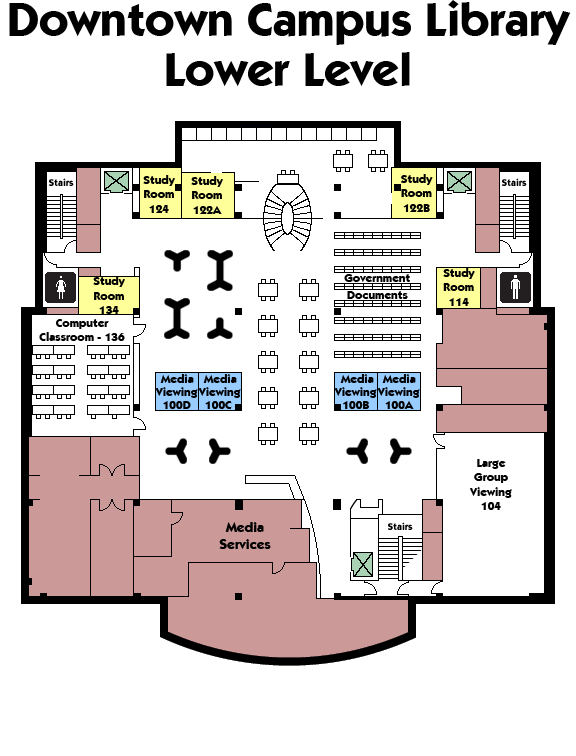 Downtown Campus Library
Lower Level
Stairs
Study
Room
124
Study
Room
122A
Study
Room
122B
Stairs
Study
Room
134
Government
Documents
Study
Room
114
Computer
Classroom - 136
Media
Viewing
100D
Media
Viewing
100C
Media
Viewing
100B
Media
Viewing
100A
Large
Group
Viewing
104
Media
Services
Stairs